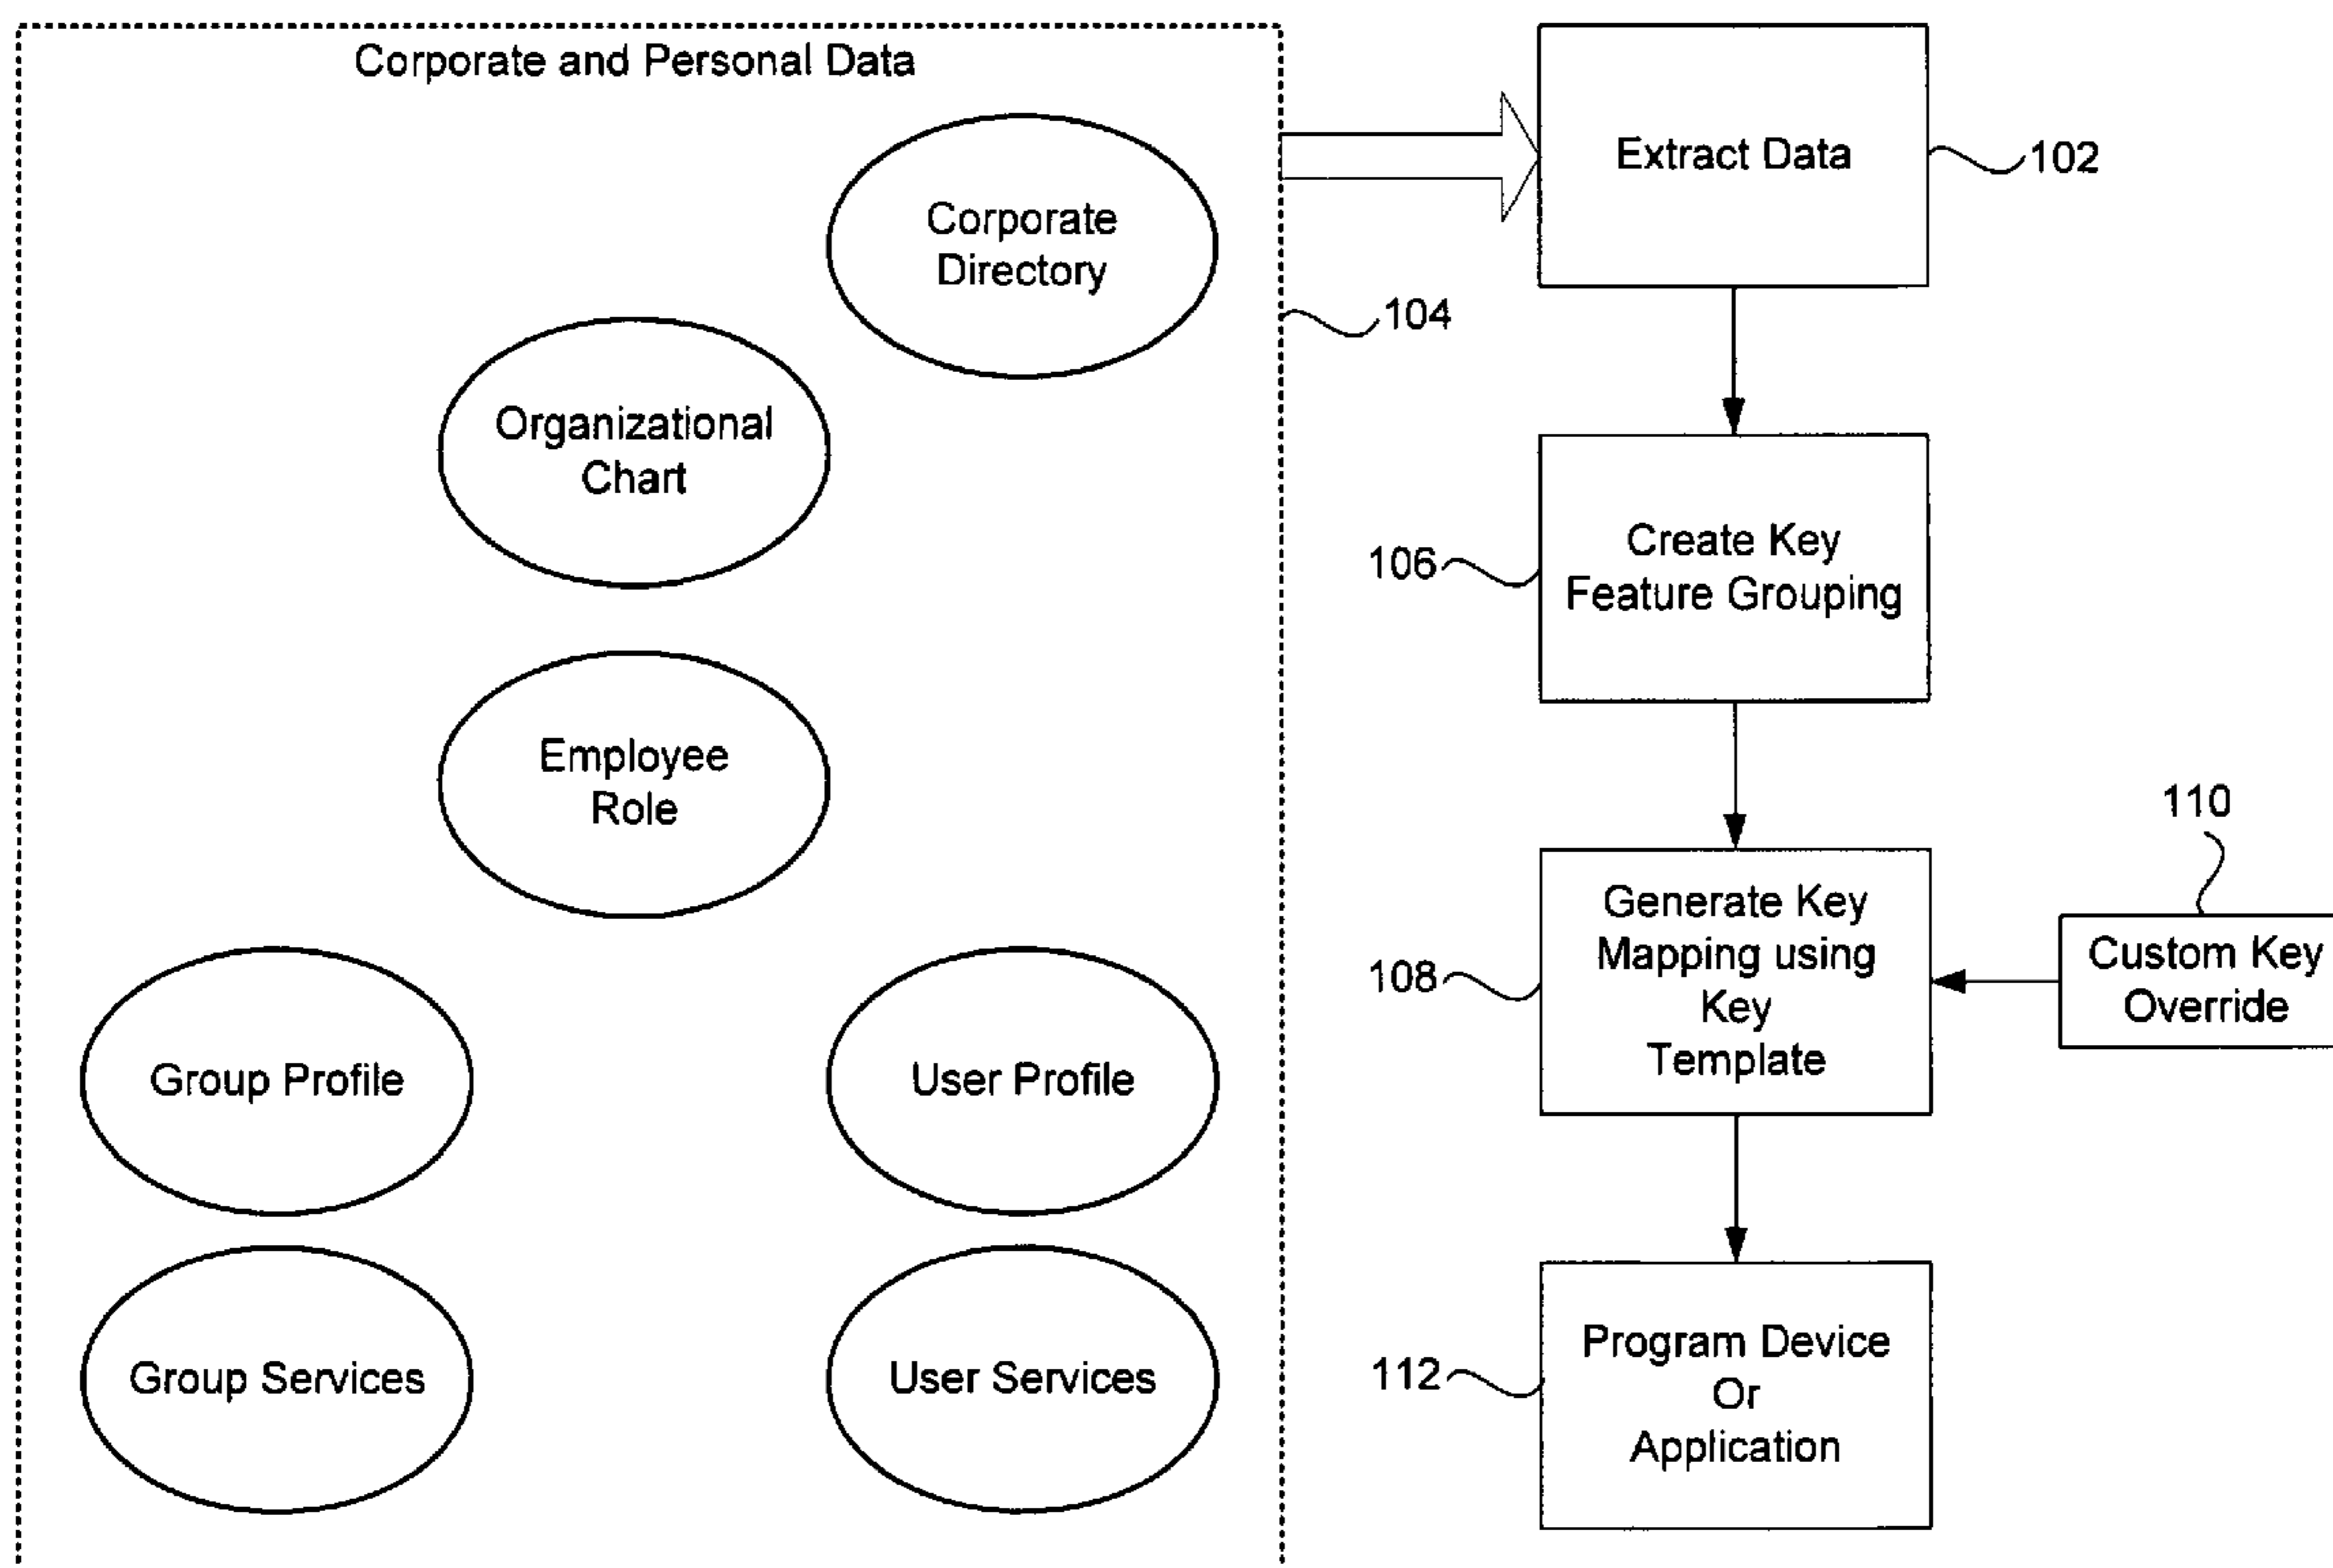 Corporate and Personal Data
Corporate
Directory
Organizational
Chart
Employee
Role
Group Profile
User Profile
Group Services
User Services
104
Extract Data
102
Create Key
Feature Grouping
106
Generate Key
Mapping using
Key
Template
108
110
Custom Key
Override
Program Device
Or
Application
112